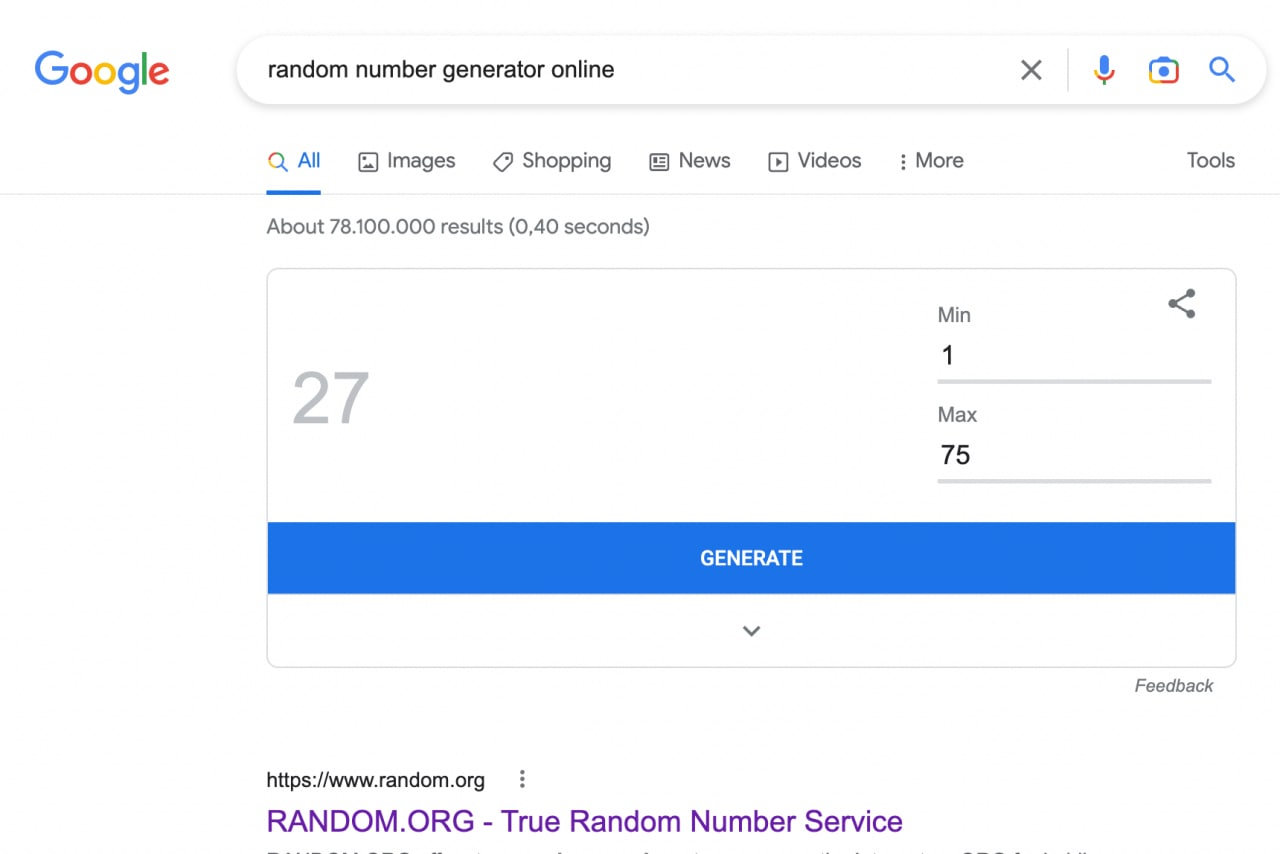 Google
random number generator online
All Images Shopping News Videos More Tools
About 78.100.000 results (0,40 seconds)
Min
1
27
Max
75
GENERATE
Feedback
https://www.random.org
RANDOM.ORG - True Random Number Service